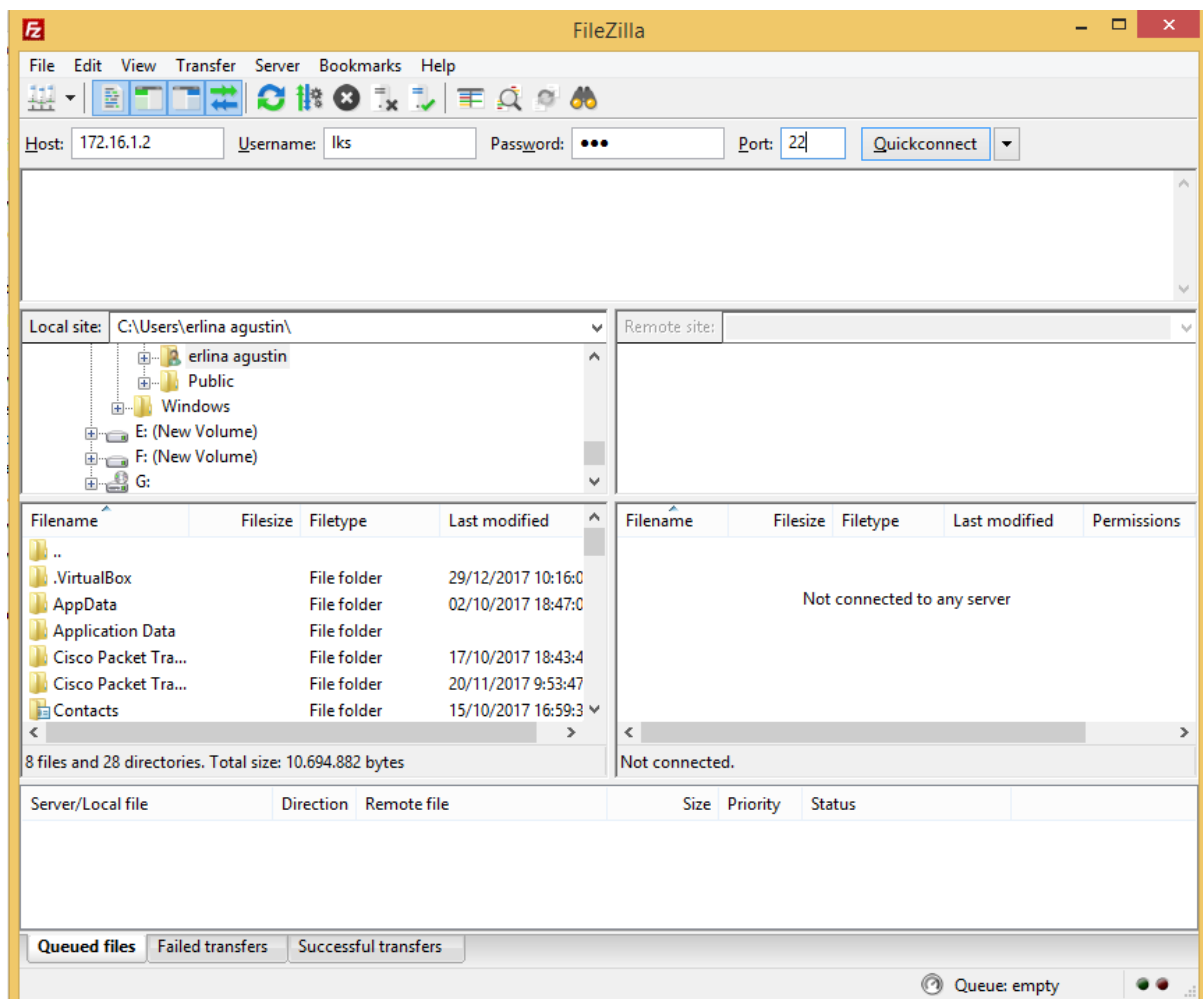 Fz FileZilla
File Edit View Transfer Server Bookmarks Help
Host: 172.16.1.2 Username: lks Password: ●●● Port: 22 Quickconnect
Local site: C:\Users\erlina agustin\ Remote site:
erlina agustin
Public
Windows
E: (New Volume)
F: (New Volume)
G:
Filename Filesize Filetype Last modified
..
.VirtualBox File folder 29/12/2017 10:16:0
AppData File folder 02/10/2017 18:47:0
Application Data File folder
Cisco Packet Tra... File folder 17/10/2017 18:43:4
Cisco Packet Tra... File folder 20/11/2017 9:53:47
Contacts File folder 15/10/2017 16:59:3
8 files and 28 directories. Total size: 10.694.882 bytes
Filename Filesize Filetype Last modified Permissions
Not connected to any server
Not connected.
Server/Local file Direction Remote file Size Priority Status
Queued files Failed transfers Successful transfers
Queue: empty